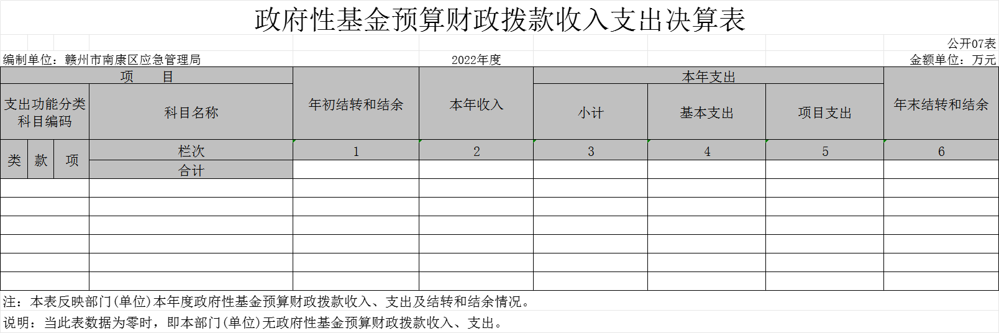 政府性基金预算财政拨款收入支出决算表
公开07表
编制单位：赣州市南康区应急管理局 2022年度 金额单位：万元
项 目 年初结转和结余 本年收入 本年支出 年末结转和结余
支出功能分类科目编码 科目名称 小计 基本支出 项目支出
类 款 项 栏次 1 2 3 4 5 6
合计
注：本表反映部门(单位)本年度政府性基金预算财政拨款收入、支出及结转和结余情况。
说明：当此表数据为零时，即本部门(单位)无政府性基金预算财政拨款收入、支出。